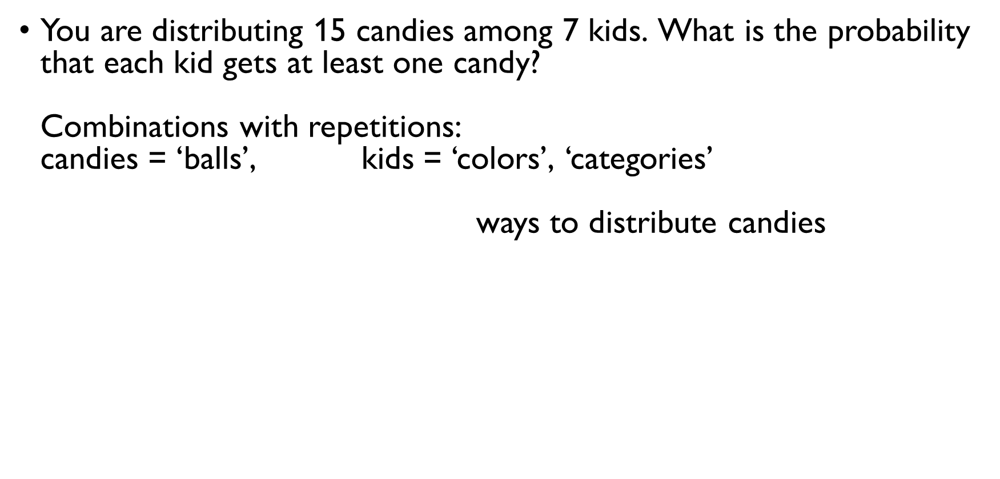 • You are distributing 15 candies among 7 kids. What is the probability
that each kid gets at least one candy?
Combinations with repetitions:
candies = ‘balls’, kids = ‘colors’, ‘categories’
ways to distribute candies